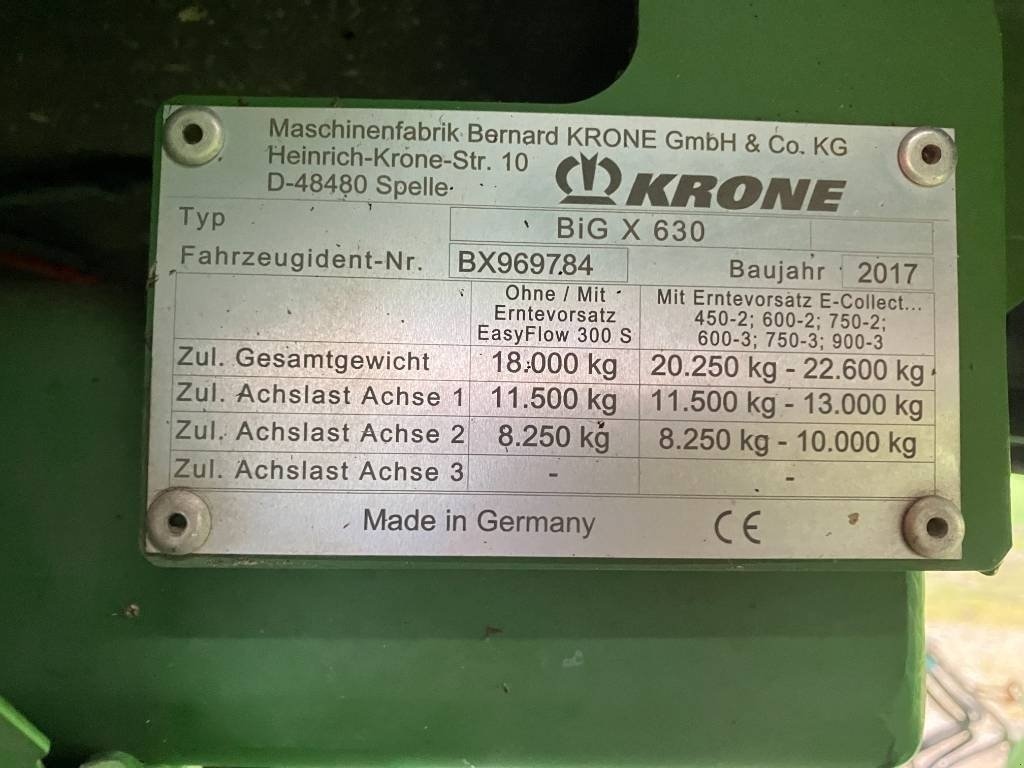 Maschinenfabrik Bernard KRONE GmbH & Co. KG
Heinrich-Krone-Str. 10
D-48480 Spelle
KRONE
Typ BiG X 630
Fahrzeugident-Nr. BX969784 Baujahr 2017
Ohne / Mit Erntevorsatz EasyFlow 300 S
Mit Erntevorsatz E-Collect... 450-2; 600-2; 750-2; 600-3; 750-3; 900-3
Zul. Gesamtgewicht 18.000 kg 20.250 kg - 22.600 kg
Zul. Achslast Achse 1 11.500 kg 11.500 kg - 13.000 kg
Zul. Achslast Achse 2 8.250 kg 8.250 kg - 10.000 kg
Zul. Achslast Achse 3 - -
Made in Germany CE